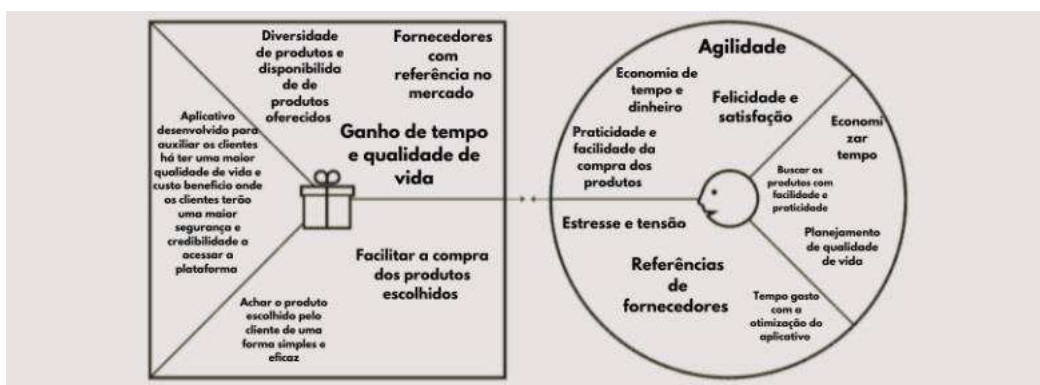 Diversidade
de produtos e
disponibilida
de de
produtos
oferecidos
Fornecedores
com
referência no
mercado
Ganho de tempo
e qualidade de
vida
Aplicativo
desenvolvido para
auxiliar os clientes
há ter uma maior
qualidade de vida e
custo beneficio onde
os clientes terão
uma maior
segurança e
credibilidade a
acessar a
plataforma
Facilitar a compra
dos produtos
escolhidos
Achar o produto
escolhido pelo
cliente de uma
forma simples e
eficaz
Agilidade
Economia de
tempo e
dinheiro
Felicidade e
satisfação
Praticidade e
facilidade da
compra dos
produtos
Economi
zar
tempo
Buscar os
produtos com
facilidade e
praticidade
Planejamento
de qualidade
de vida
Estresse e tensão
Referências
de
fornecedores
Tempo gasto
com a
otimização do
aplicativo